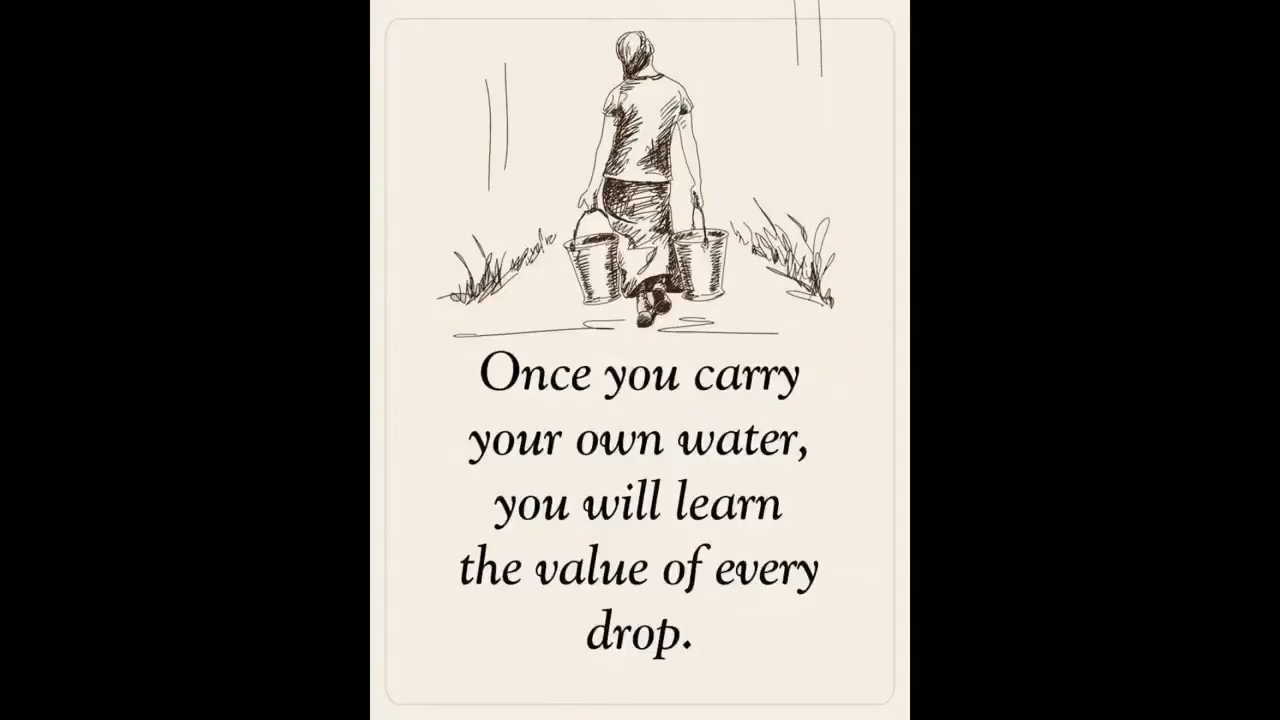 Once you carry
your own water,
you will learn
the value of every
drop.